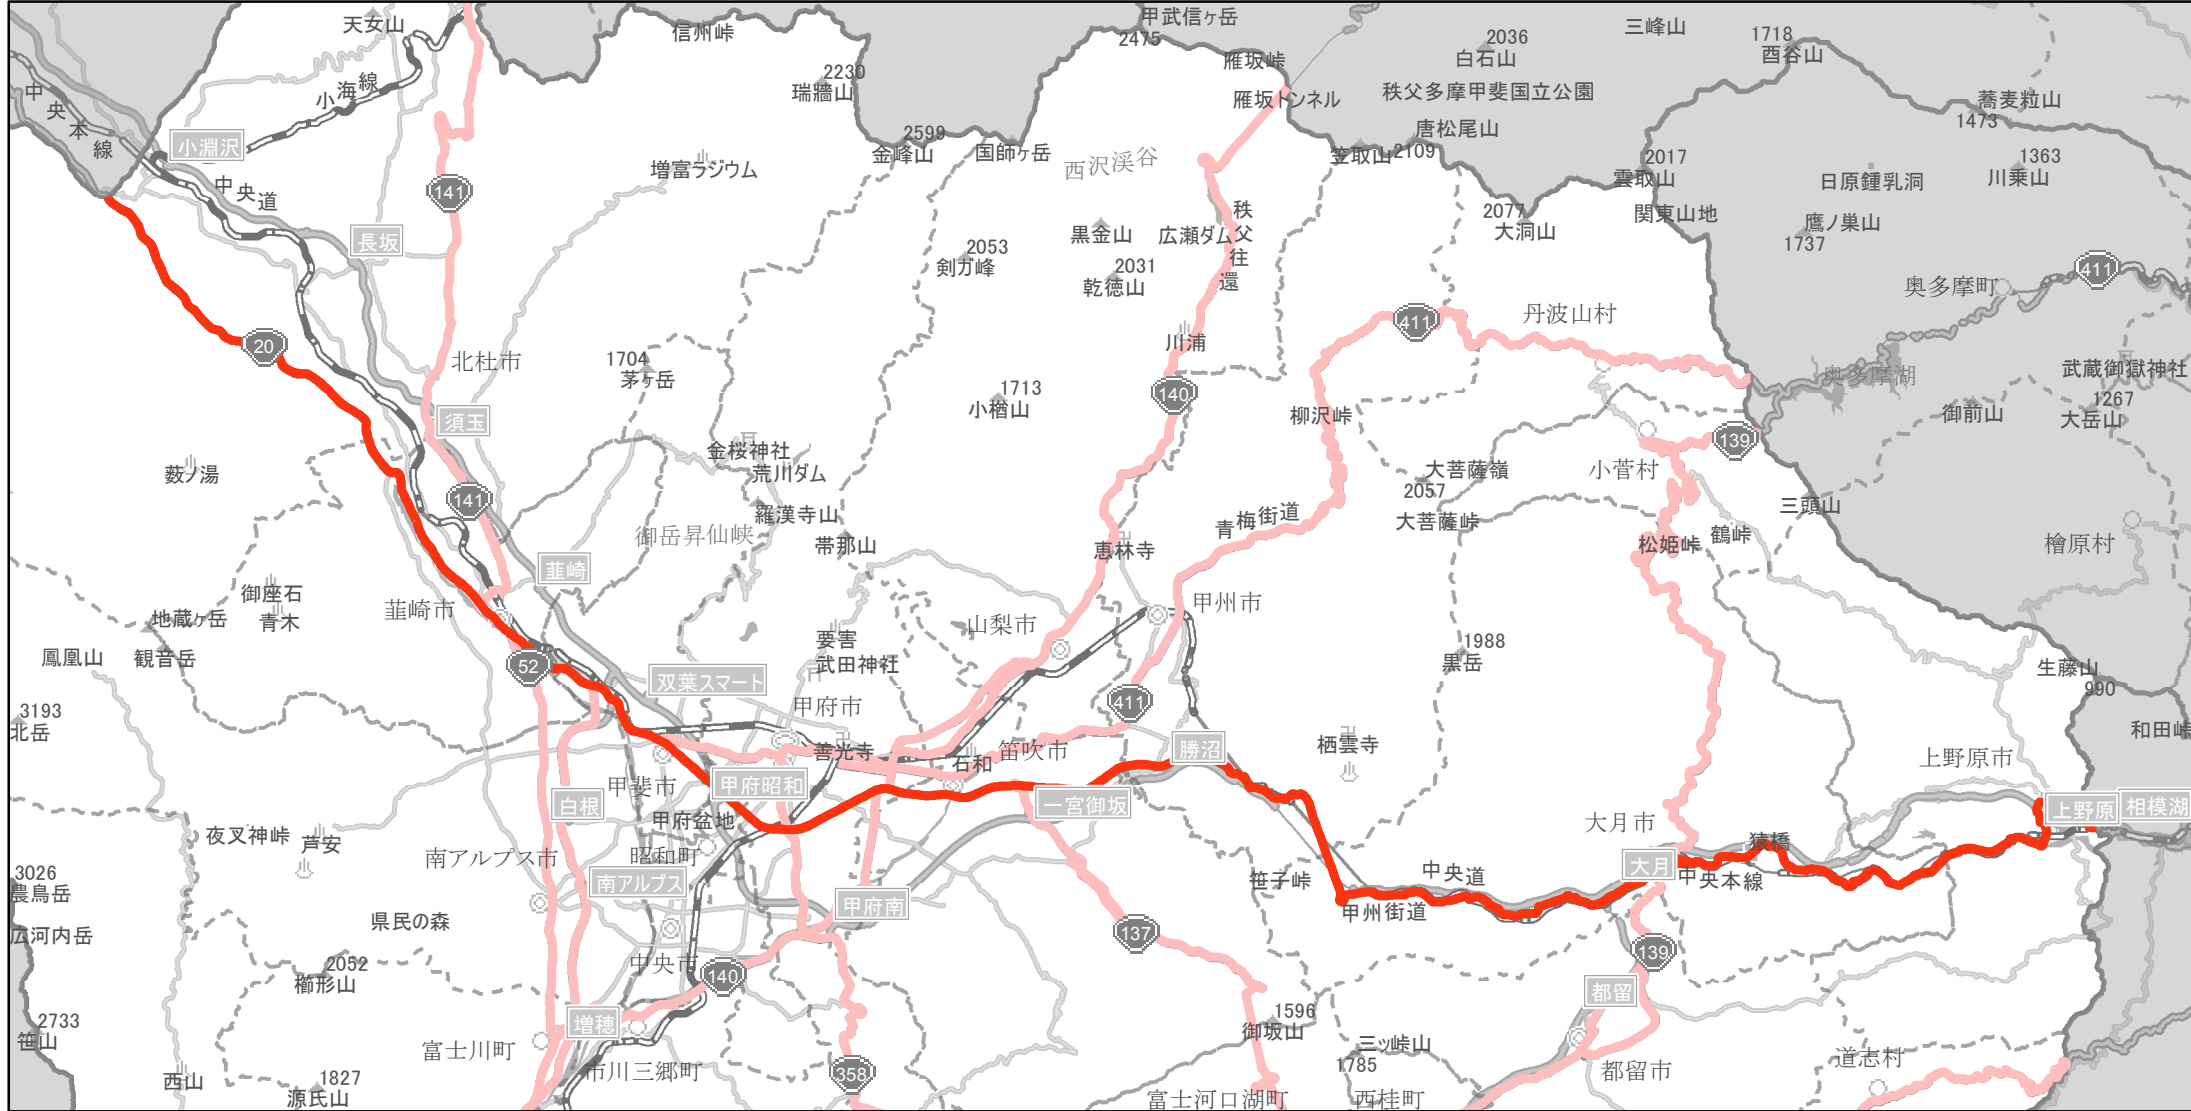 天女山
信州峠
甲武信ヶ岳
2475
雁坂峠
2036
白石山
三峰山
1718
酉谷山
小海線
中央本線
2230
瑞牆山
雁坂トンネル
秩父多摩甲斐国立公園
蕎麦粒山
1473
小淵沢
2599
金峰山
国師ヶ岳
西沢渓谷
唐松尾山
笠取山
2109
2017
雲取山
1363
川乗山
中央道
141
増富ラジウム
日原鍾乳洞
長坂
黒金山
広瀬ダム
秩父往還
2077
大洞山
関東山地
鷹ノ巣山
1737
2053
剣力峰
2031
乾徳山
411
奥多摩町
20
北杜市
1704
茅ヶ岳
川浦
411
丹波山村
1713
小楢山
140
奥多摩湖
武蔵御嶽神社
須玉
柳沢峠
139
御前山
1267
大岳山
薮ノ湯
金桜神社
荒川ダム
大菩薩嶺
2057
小菅村
141
羅漢寺山
御岳昇仙峡
青梅街道
大菩薩峠
三頭山
帯那山
恵林寺
松姫峠
鶴峠
檜原村
韮崎
御座石
青木
地蔵ヶ岳
韮崎市
甲州市
山梨市
要害
武田神社
鳳凰山
観音岳
52
双葉スマート
1988
黒岳
生藤山
990
3193
北岳
甲府市
411
和田峠
善光寺
石和
笛吹市
勝沼
栖雲寺
上野原市
甲斐市
甲府昭和
白根
一宮御坂
上野原
相模湖
夜叉神峠
芦安
甲府盆地
大月市
猿橋
南アルプス市
昭和町
3026
農鳥岳
南アルプス
笹子峠
中央道
大月
中央本線
甲府南
甲州街道
県民の森
広河内岳
137
139
中央市
140
2052
櫛形山
都留
2733
笹山
増穂
1596
御坂山
富士川町
三ッ峠山
1785
道志村
西山
1827
源氏山
市川三郷町
358
都留市
富士河口湖町
西桂町